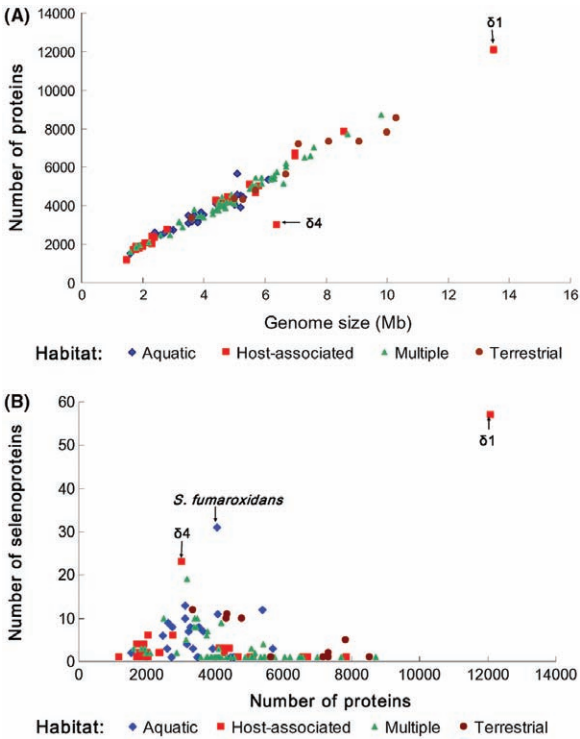 (A)
14000
12000
10000
8000
6000
4000
2000
0
Number of proteins
δ1
δ4
0 2 4 6 8 10 12 14 16
Genome size (Mb)
Habitat: Aquatic Host-associated Multiple Terrestrial
(B)
60
50
40
30
20
10
0
Number of selenoproteins
δ1
S. fumaroxidans
δ4
0 2000 4000 6000 8000 10000 12000 14000
Number of proteins
Habitat: Aquatic Host-associated Multiple Terrestrial